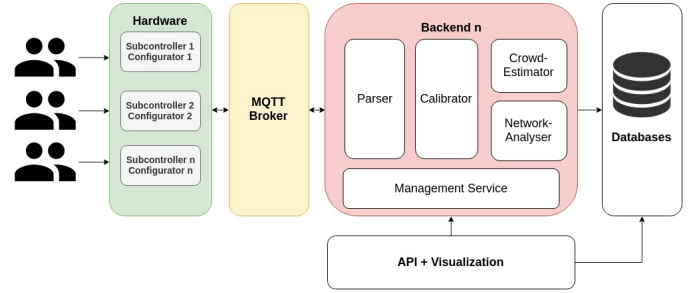 Hardware
Subcontroller 1
Configurator 1
Subcontroller 2
Configurator 2
Subcontroller n
Configurator n
MQTT
Broker
Backend n
Parser
Calibrator
Crowd-
Estimator
Network-
Analyser
Management Service
Databases
API + Visualization